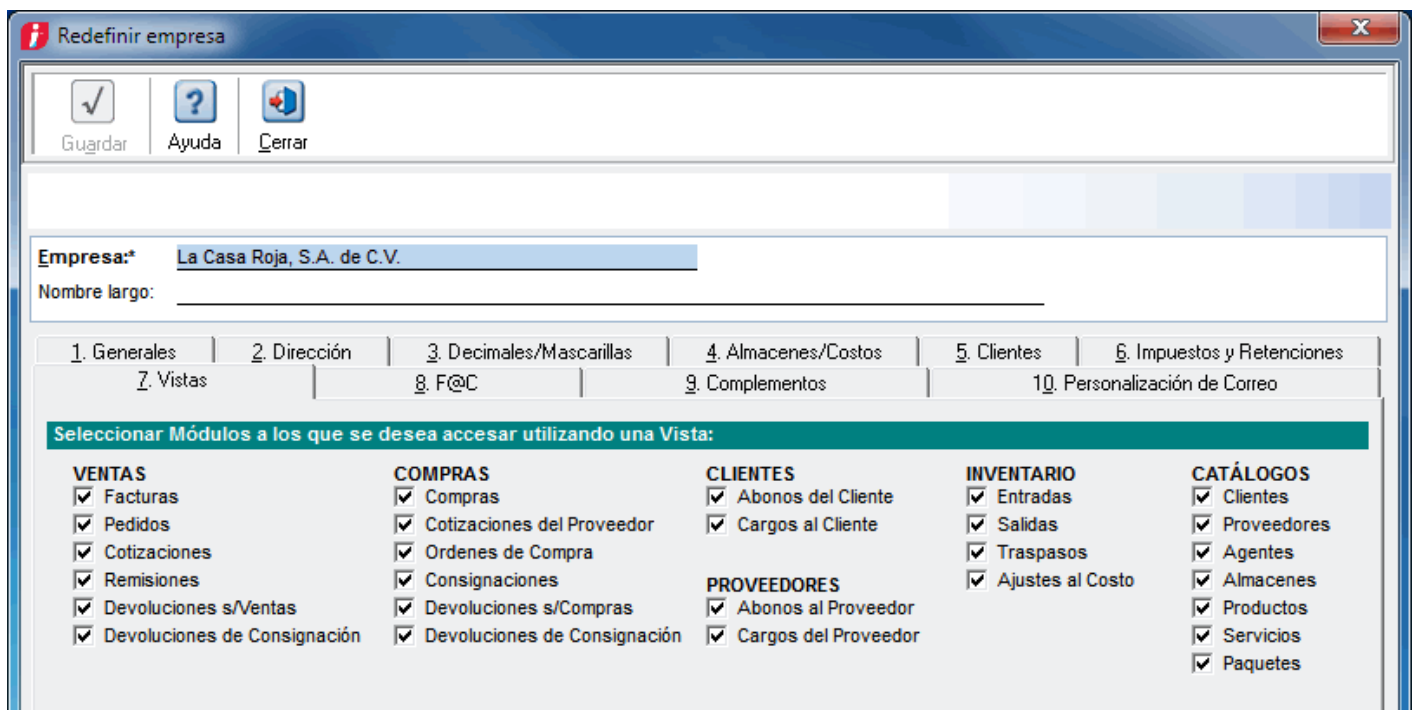 Redefinir empresa
Guardar Ayuda Cerrar
Empresa:* La Casa Roja, S.A. de C.V.
Nombre largo:
1. Generales 2. Dirección 3. Decimales/Mascarillas 4. Almacenes/Costos 5. Clientes 6. Impuestos y Retenciones
7. Vistas 8. F@C 9. Complementos 10. Personalización de Correo
Seleccionar Módulos a los que se desea accesar utilizando una Vista:
VENTAS
Facturas
Pedidos
Cotizaciones
Remisiones
Devoluciones s/Ventas
Devoluciones de Consignación
COMPRAS
Compras
Cotizaciones del Proveedor
Ordenes de Compra
Consignaciones
Devoluciones s/Compras
Devoluciones de Consignación
CLIENTES
Abonos del Cliente
Cargos al Cliente
PROVEEDORES
Abonos al Proveedor
Cargos del Proveedor
INVENTARIO
Entradas
Salidas
Traspasos
Ajustes al Costo
CATÁLOGOS
Clientes
Proveedores
Agentes
Almacenes
Productos
Servicios
Paquetes